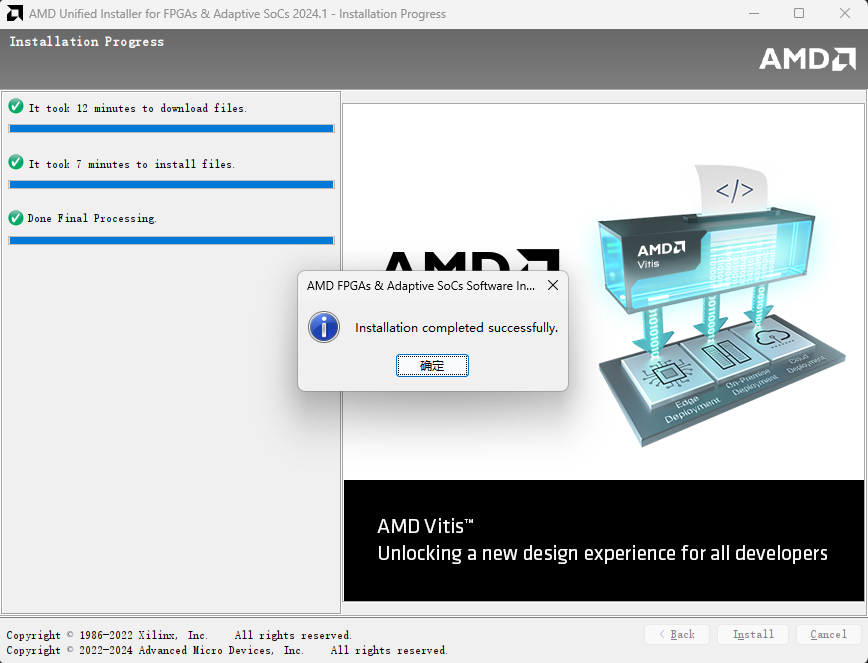 AMD Unified Installer for FPGAs & Adaptive SoCs 2024.1 - Installation Progress
Installation Progress
AMD
It took 12 minutes to download files.
It took 7 minutes to install files.
Done Final Processing.
</>
AMD
Vitis
AMD
AMD FPGAs & Adaptive SoCs Software In...
Installation completed successfully.
确定
Edge
Deployment
On-Premise
Deployment
Cloud
Deployment
AMD Vitis™
Unlocking a new design experience for all developers
Copyright © 1986-2022 Xilinx, Inc. All rights reserved.
Copyright © 2022-2024 Advanced Micro Devices, Inc. All rights reserved.
< Back
Install
Cancel